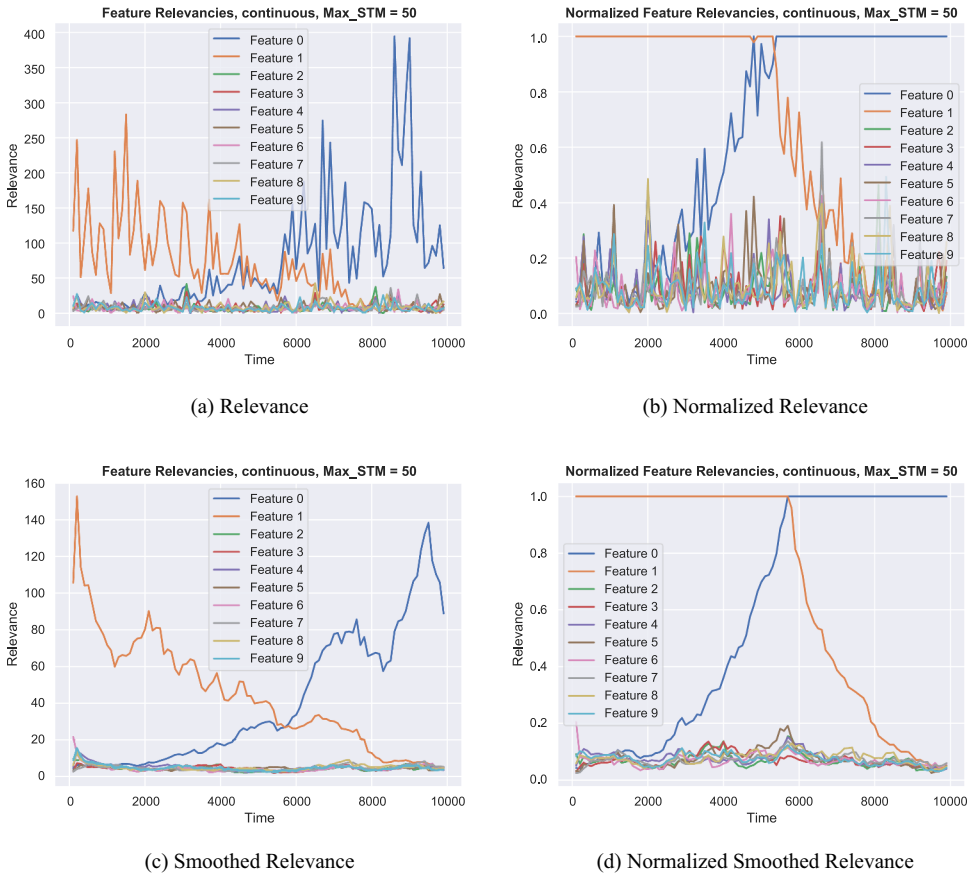 Feature Relevancies, continuous, Max_STM = 50
400
350
300
250
200
150
100
50
0
Relevance
Feature 0
Feature 1
Feature 2
Feature 3
Feature 4
Feature 5
Feature 6
Feature 7
Feature 8
Feature 9
0 2000 4000 6000 8000 10000
Time
(a) Relevance
Normalized Feature Relevancies, continuous, Max_STM = 50
1.0
0.8
0.6
0.4
0.2
0.0
Relevance
Feature 0
Feature 1
Feature 2
Feature 3
Feature 4
Feature 5
Feature 6
Feature 7
Feature 8
Feature 9
0 2000 4000 6000 8000 10000
Time
(b) Normalized Relevance
Feature Relevancies, continuous, Max_STM = 50
160
140
120
100
80
60
40
20
0
Relevance
Feature 0
Feature 1
Feature 2
Feature 3
Feature 4
Feature 5
Feature 6
Feature 7
Feature 8
Feature 9
0 2000 4000 6000 8000 10000
Time
(c) Smoothed Relevance
Normalized Feature Relevancies, continuous, Max_STM = 50
1.0
0.8
0.6
0.4
0.2
0.0
Relevance
Feature 0
Feature 1
Feature 2
Feature 3
Feature 4
Feature 5
Feature 6
Feature 7
Feature 8
Feature 9
0 2000 4000 6000 8000 10000
Time
(d) Normalized Smoothed Relevance